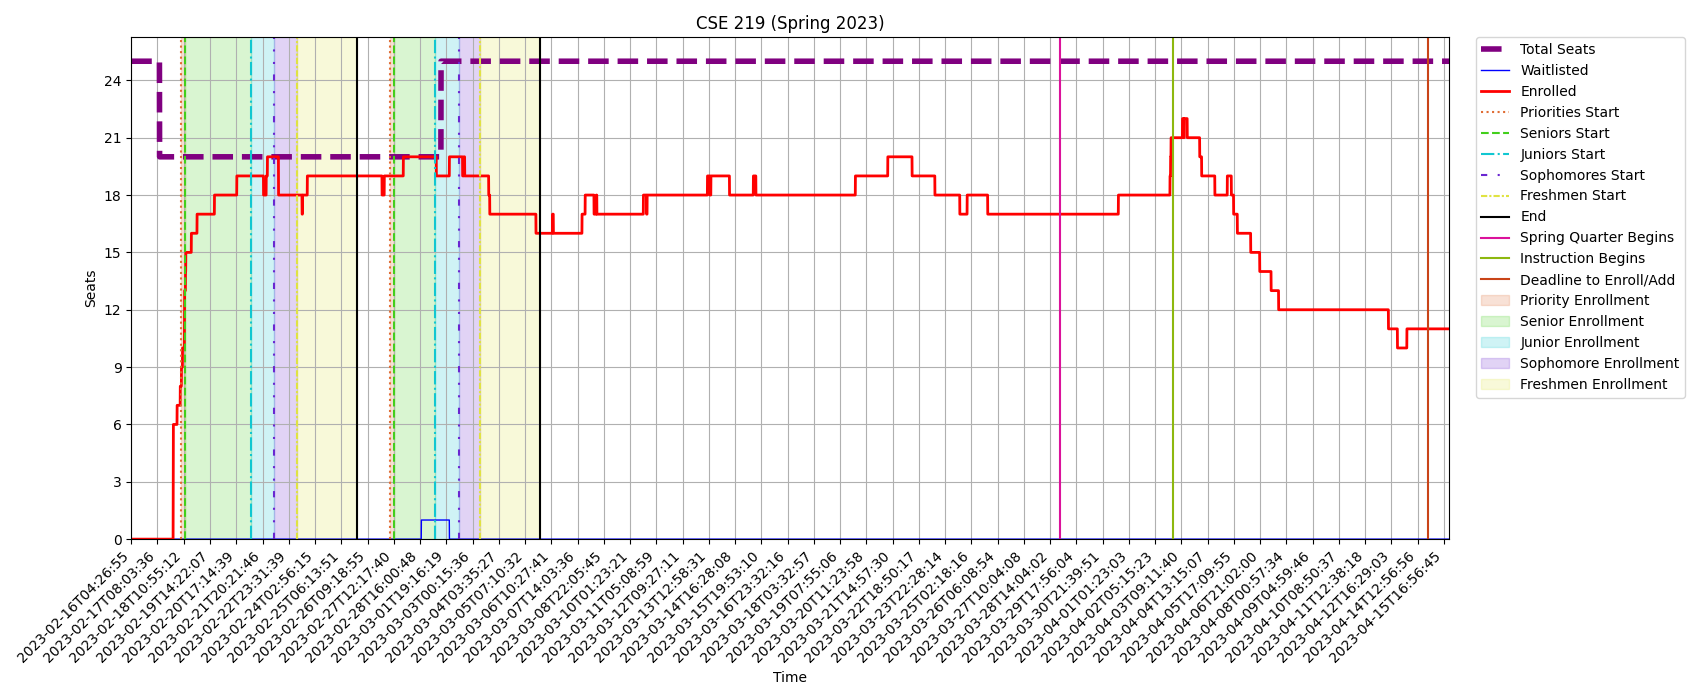 CSE 219 (Spring 2023)
Total Seats
Waitlisted
Enrolled
Priorities Start
Seniors Start
Juniors Start
Sophomores Start
Freshmen Start
End
Spring Quarter Begins
Instruction Begins
Deadline to Enroll/Add
Priority Enrollment
Senior Enrollment
Junior Enrollment
Sophomore Enrollment
Freshmen Enrollment
Seats
24
21
18
15
12
9
6
3
0
2023-02-16T04:26:55
2023-02-17T08:03:36
2023-02-18T10:55:12
2023-02-19T14:22:07
2023-02-20T17:14:39
2023-02-21T20:21:46
2023-02-22T23:31:39
2023-02-24T02:56:15
2023-02-25T06:13:51
2023-02-26T09:18:55
2023-02-27T12:17:40
2023-02-28T16:00:48
2023-03-01T19:16:19
2023-03-03T00:15:36
2023-03-04T03:35:27
2023-03-05T07:10:32
2023-03-06T10:27:41
2023-03-07T14:03:36
2023-03-08T22:05:45
2023-03-10T01:23:21
2023-03-11T05:08:59
2023-03-12T09:27:11
2023-03-13T12:58:31
2023-03-14T16:28:08
2023-03-15T19:53:10
2023-03-16T23:32:16
2023-03-18T03:32:57
2023-03-19T07:55:06
2023-03-20T11:23:58
2023-03-21T14:57:30
2023-03-22T18:50:17
2023-03-23T22:28:14
2023-03-25T02:18:16
2023-03-26T06:08:54
2023-03-27T10:04:08
2023-03-28T14:04:02
2023-03-29T17:56:04
2023-03-30T21:39:51
2023-04-01T01:23:03
2023-04-02T05:15:23
2023-04-03T09:11:40
2023-04-04T13:15:07
2023-04-05T17:09:55
2023-04-06T21:02:00
2023-04-08T00:57:34
2023-04-09T04:59:46
2023-04-10T08:50:37
2023-04-11T12:38:18
2023-04-12T16:29:03
2023-04-14T12:56:56
2023-04-15T16:56:45
Time